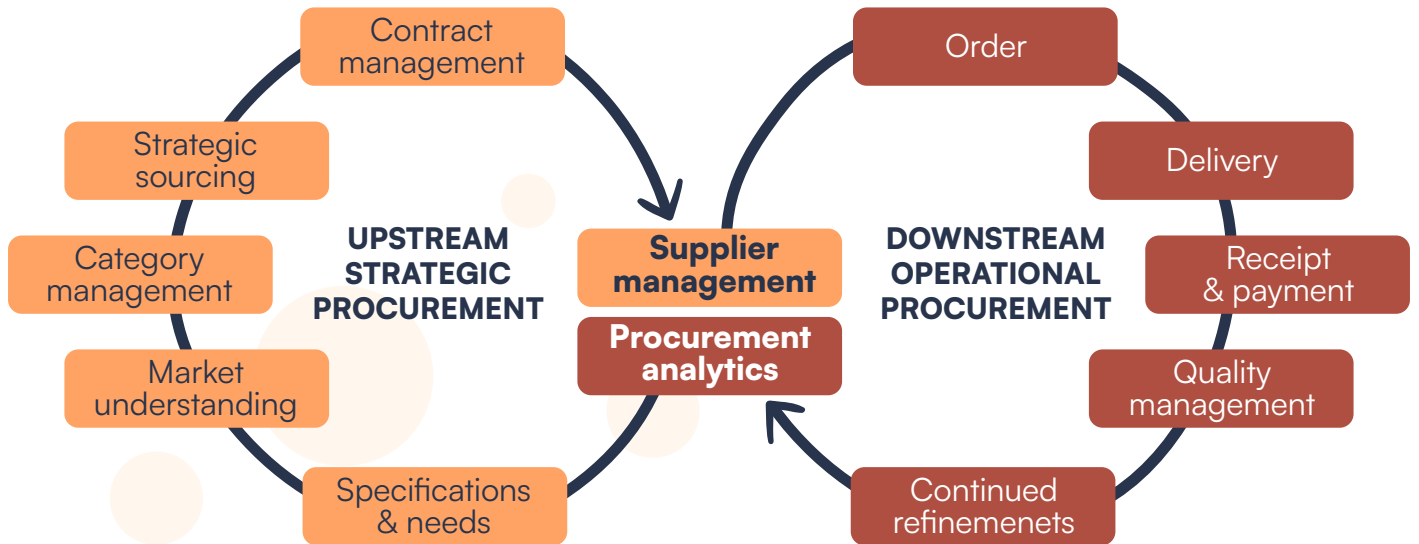 Contract
management
Strategic
sourcing
Category
management
Market
understanding
Specifications
& needs
UPSTREAM
STRATEGIC
PROCUREMENT
Supplier
management
Procurement
analytics
DOWNSTREAM
OPERATIONAL
PROCUREMENT
Order
Delivery
Receipt
& payment
Quality
management
Continued
refinemenets